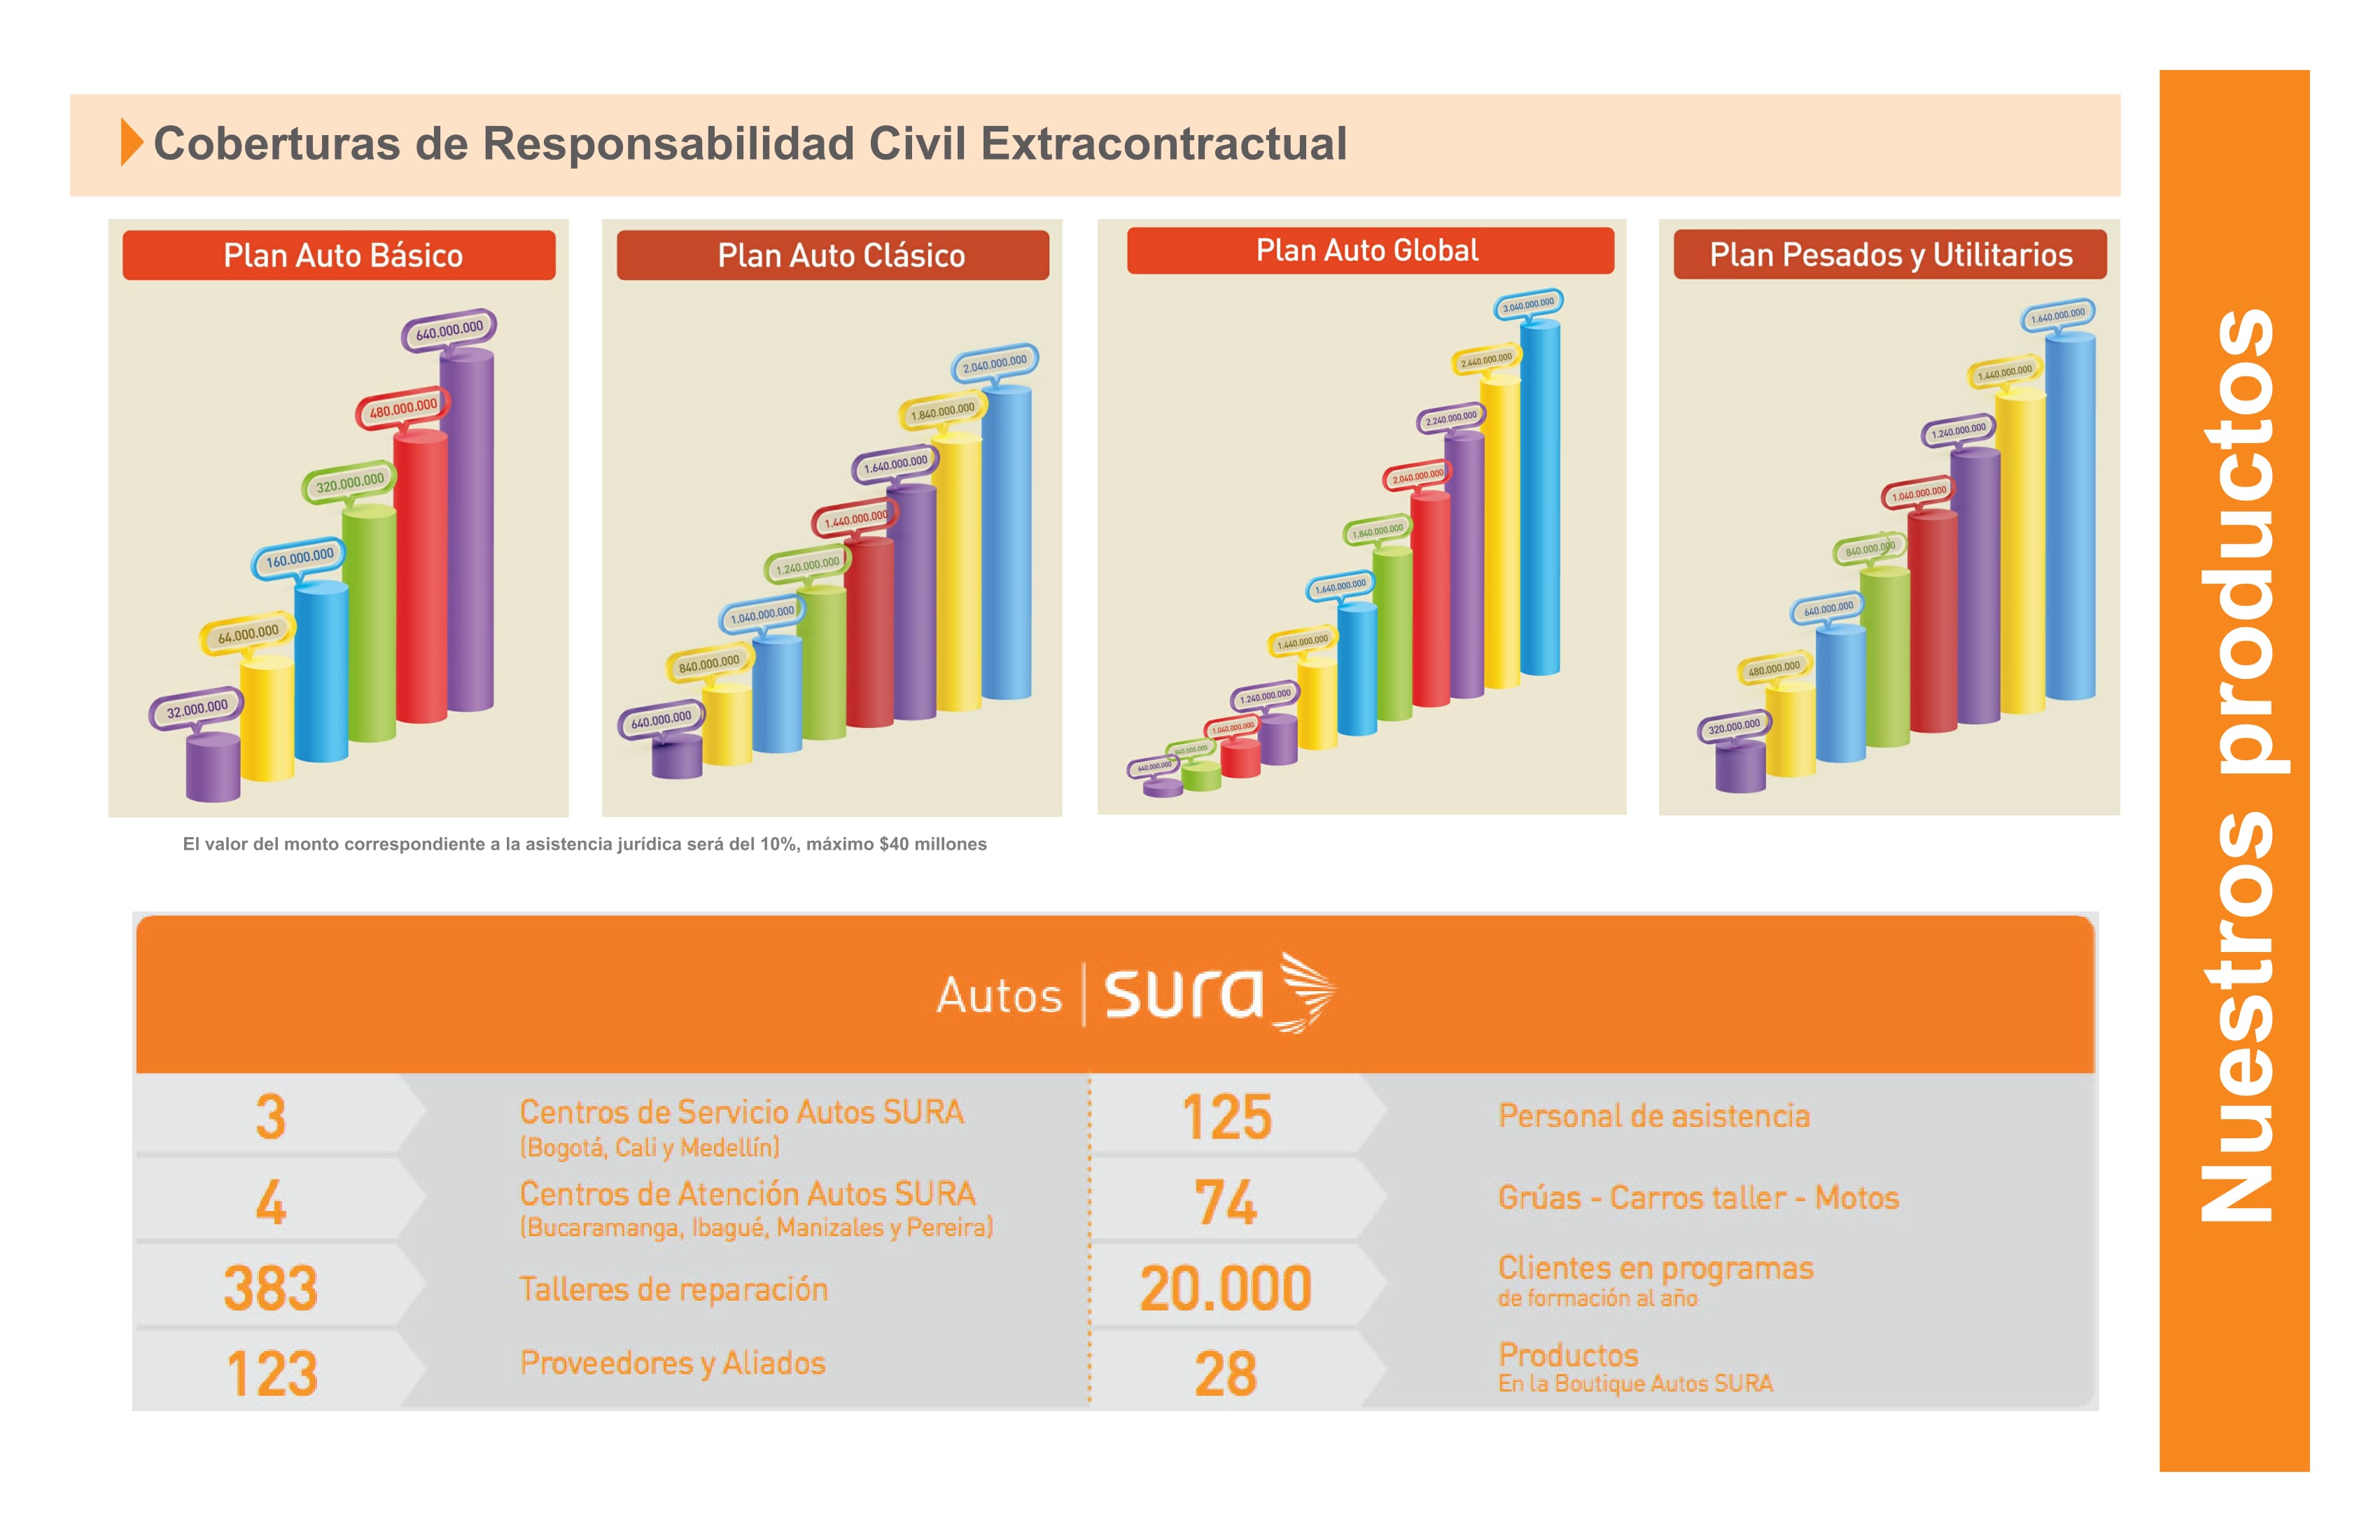 Coberturas de Responsabilidad Civil Extracontractual
Plan Auto Básico
640.000.000
480.000.000
320.000.000
160.000.000
64.000.000
32.000.000
Plan Auto Clásico
2.040.000.000
1.840.000.000
1.640.000.000
1.440.000.000
1.240.000.000
1.040.000.000
840.000.000
640.000.000
Plan Auto Global
3.040.000.000
2.440.000.000
2.240.000.000
2.040.000.000
1.840.000.000
1.640.000.000
1.440.000.000
1.240.000.000
1.040.000.000
840.000.000
640.000.000
Plan Pesados y Utilitarios
1.640.000.000
1.440.000.000
1.240.000.000
1.040.000.000
840.000.000
640.000.000
480.000.000
320.000.000
El valor del monto correspondiente a la asistencia jurídica será del 10%, máximo $40 millones
Autos sura
3 Centros de Servicio Autos SURA
(Bogotá, Cali y Medellín)
4 Centros de Atención Autos SURA
(Bucaramanga, Ibagué, Manizales y Pereira)
383 Talleres de reparación
123 Proveedores y Aliados
125 Personal de asistencia
74 Grúas - Carros taller - Motos
20.000 Clientes en programas
de formación al año
28 Productos
En la Boutique Autos SURA
Nuestros productos